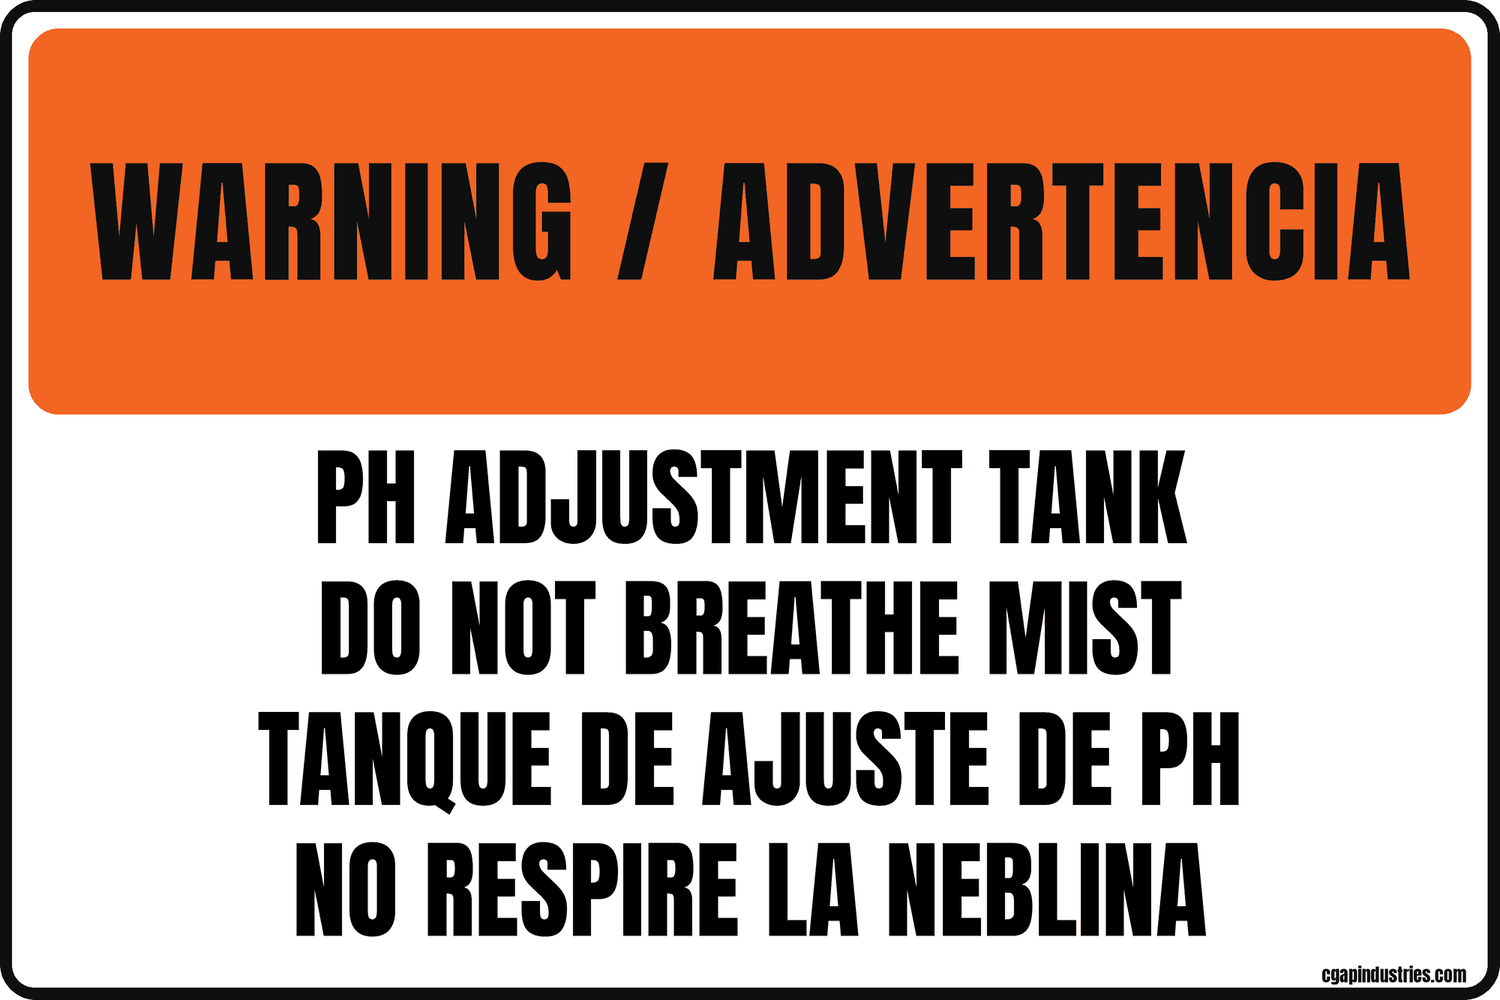 WARNING / ADVERTENCIA
PH ADJUSTMENT TANK
DO NOT BREATHE MIST
TANQUE DE AJUSTE DE PH
NO RESPIRE LA NEBLINA
cgapindustries.com